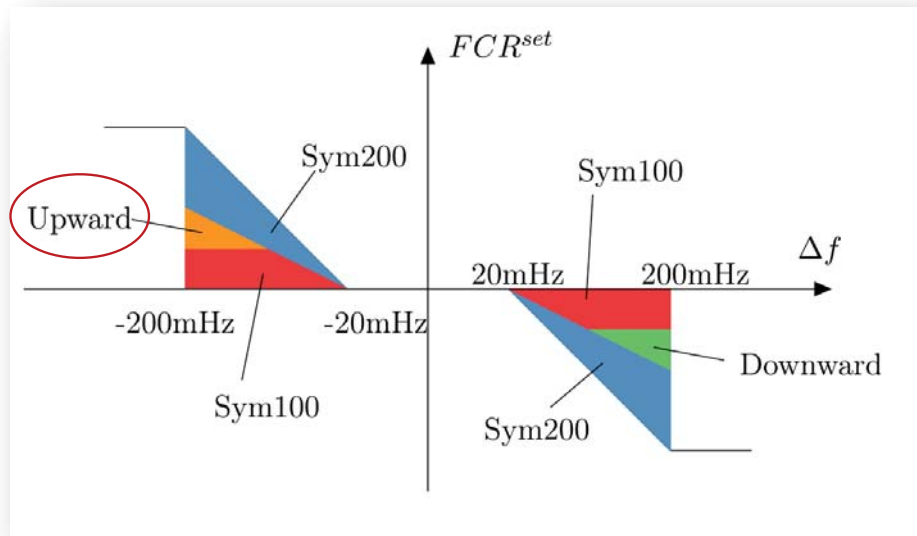 FCR^set
Sym200
Sym100
Upward
Δf
20mHz
200mHz
-200mHz
-20mHz
Downward
Sym100
Sym200